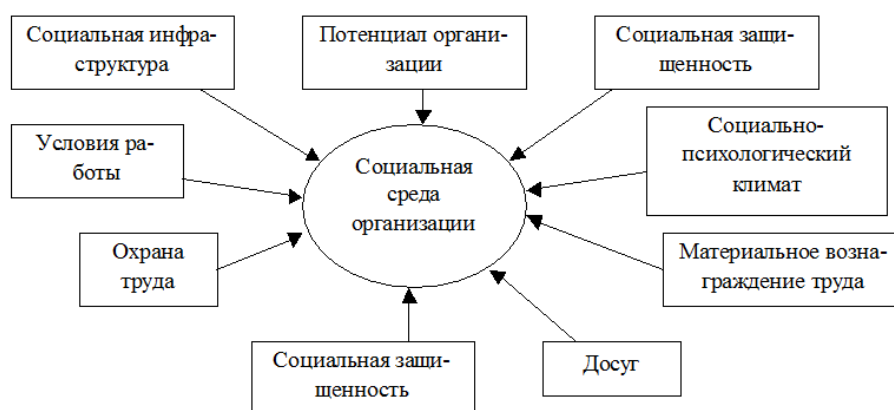 Социальная инфра-
структура
Потенциал органи-
зации
Социальная защи-
щенность
Условия ра-
боты
Социально-
психологический
климат
Социальная
среда
организации
Охрана
труда
Материальное возна-
граждение труда
Социальная защи-
щенность
Досуг